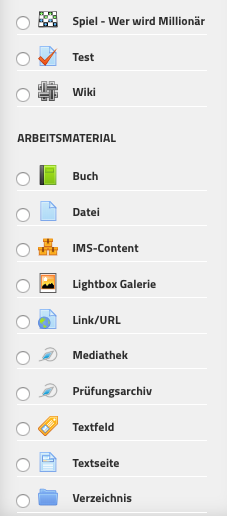 Spiel - Wer wird Millionär
Test
Wiki
ARBEITSMATERIAL
Buch
Datei
IMS-Content
Lightbox Galerie
Link/URL
Mediathek
Prüfungsarchiv
Textfeld
Textseite
Verzeichnis